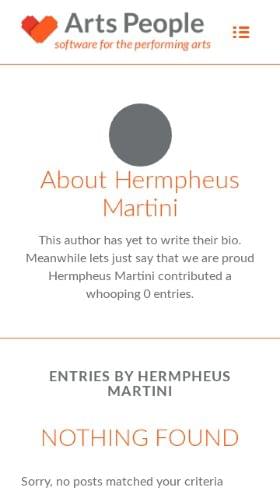 Arts People
software for the performing arts
About Hermpheus
Martini
This author has yet to write their bio.
Meanwhile lets just say that we are proud
Hermpheus Martini contributed a
whooping 0 entries.
ENTRIES BY HERMPHEUS
MARTINI
NOTHING FOUND
Sorry, no posts matched your criteria